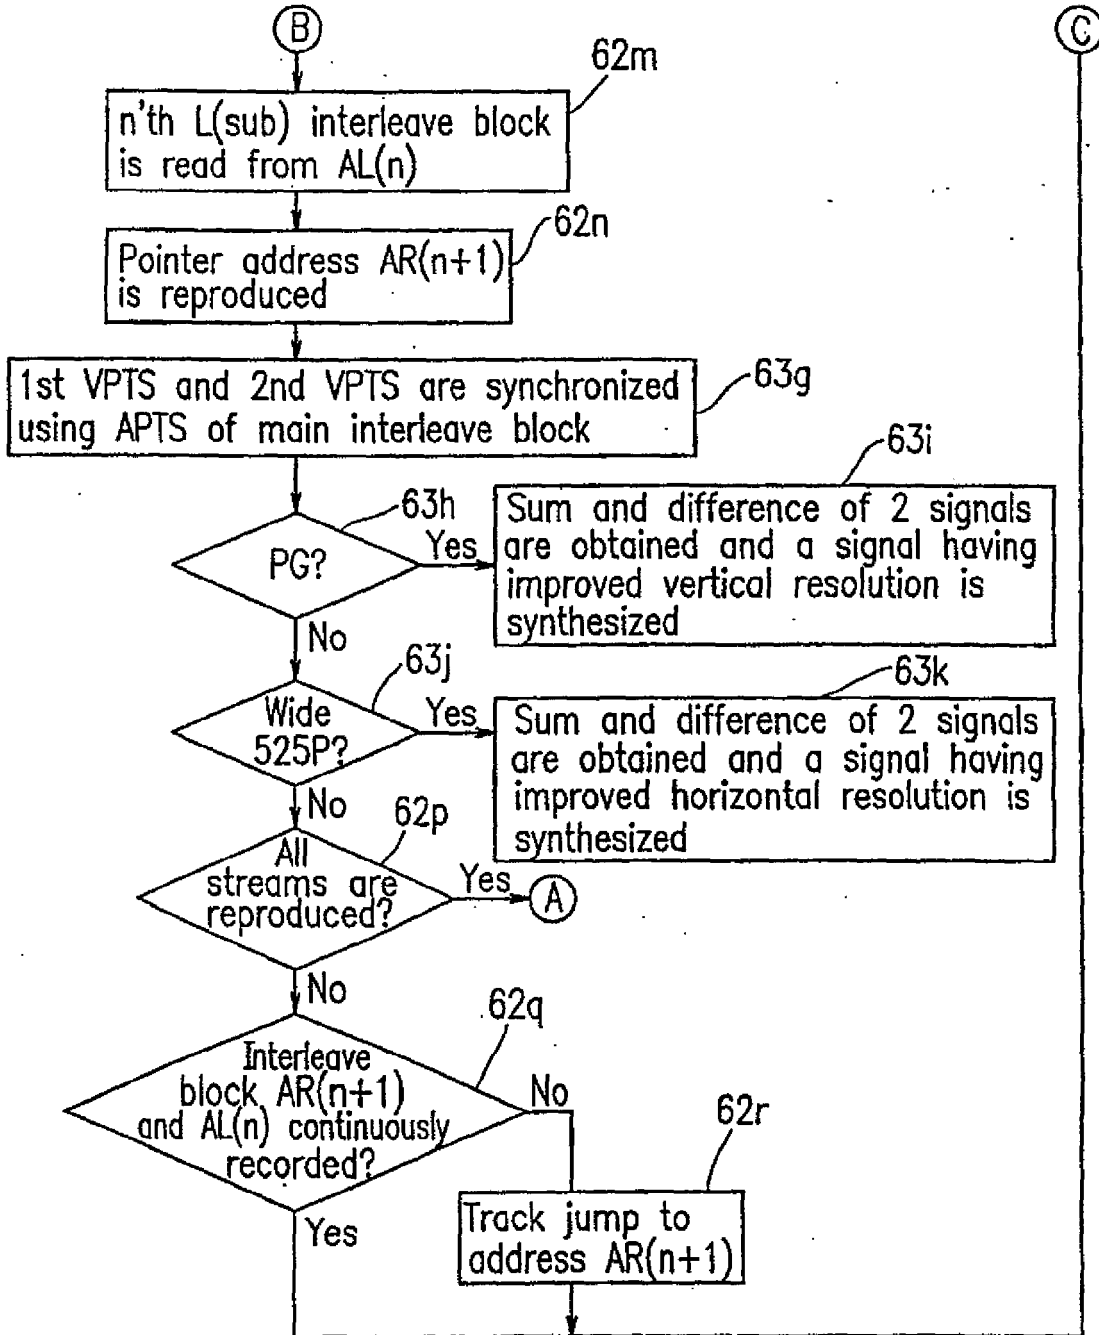 B
C
62m
n'th L(sub) interleave block
is read from AL(n)
62n
Pointer address AR(n+1)
is reproduced
63g
1st VPTS and 2nd VPTS are synchronized
using APTS of main interleave block
63h
PG?
Yes
No
63i
Sum and difference of 2 signals
are obtained and a signal having
improved vertical resolution is
synthesized
63j
Wide
525P?
Yes
No
63k
Sum and difference of 2 signals
are obtained and a signal having
improved horizontal resolution is
synthesized
62p
All
streams are
reproduced?
Yes
A
No
62q
Interleave
block AR(n+1)
and AL(n) continuously
recorded?
No
Yes
62r
Track jump to
address AR(n+1)